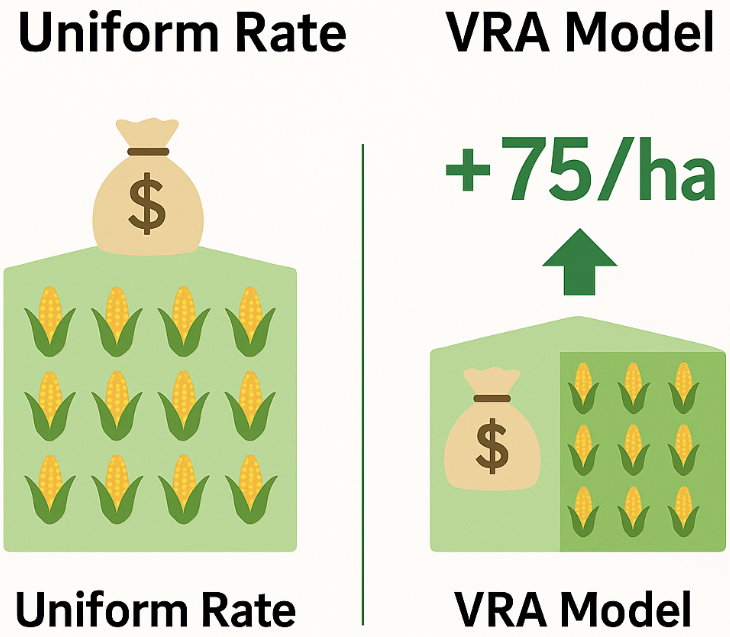 Uniform Rate
VRA Model
$
+75/ha
$
Uniform Rate
VRA Model